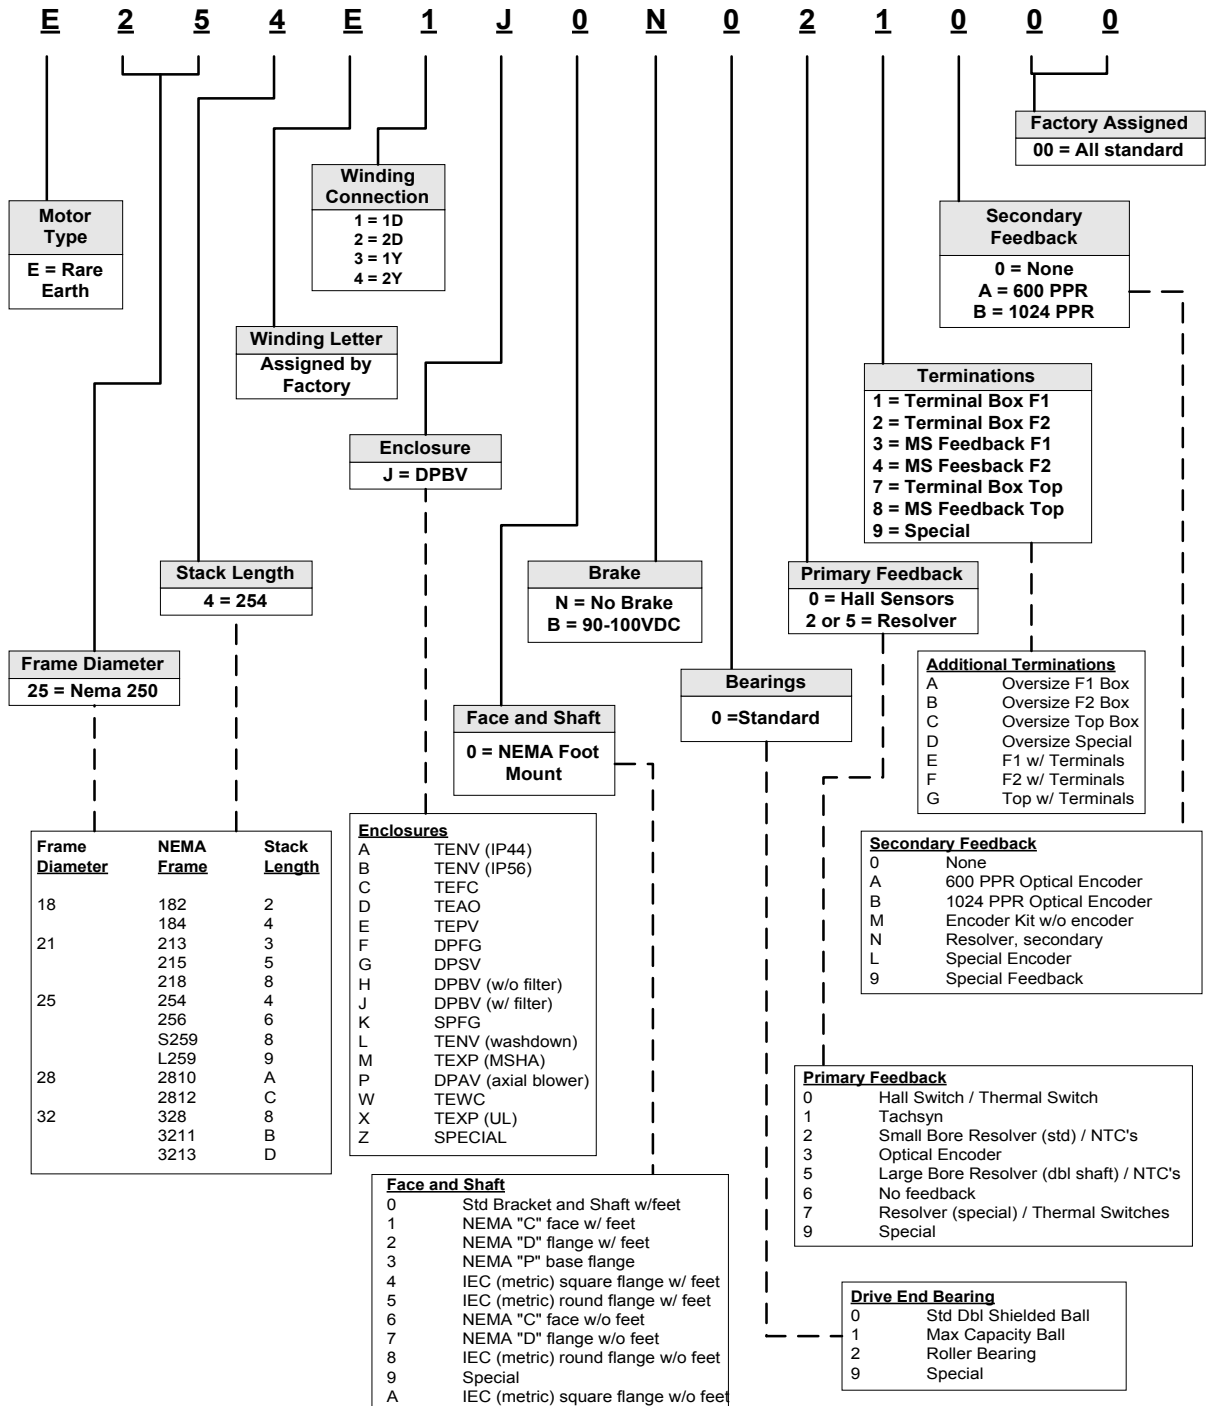 E 2 5 4 E 1 J 0 N 0 2 1 0 0 0
Factory Assigned
00 = All standard
Winding
Connection
1 = 1D
2 = 2D
3 = 1Y
4 = 2Y
Motor
Type
E = Rare
Earth
Secondary
Feedback
0 = None
A = 600 PPR
B = 1024 PPR
Winding Letter
Assigned by
Factory
Terminations
1 = Terminal Box F1
2 = Terminal Box F2
3 = MS Feedback F1
4 = MS Feesback F2
7 = Terminal Box Top
8 = MS Feedback Top
9 = Special
Enclosure
J = DPBV
Stack Length
4 = 254
Brake
N = No Brake
B = 90-100VDC
Primary Feedback
0 = Hall Sensors
2 or 5 = Resolver
Frame Diameter
25 = Nema 250
Additional Terminations
A Oversize F1 Box
B Oversize F2 Box
C Oversize Top Box
D Oversize Special
E F1 w/ Terminals
F F2 w/ Terminals
G Top w/ Terminals
Bearings
0 =Standard
Face and Shaft
0 = NEMA Foot
Mount
Frame NEMA Stack
Diameter Frame Length
18 182 2
184 4
21 213 3
215 5
218 8
25 254 4
256 6
S259 8
L259 9
28 2810 A
2812 C
32 328 8
3211 B
3213 D
Enclosures
A TENV (IP44)
B TENV (IP56)
C TEFC
D TEAO
E TEPV
F DPFG
G DPSV
H DPBV (w/o filter)
J DPBV (w/ filter)
K SPFG
L TENV (washdown)
M TEXP (MSHA)
P DPAV (axial blower)
W TEWC
X TEXP (UL)
Z SPECIAL
Secondary Feedback
0 None
A 600 PPR Optical Encoder
B 1024 PPR Optical Encoder
M Encoder Kit w/o encoder
N Resolver, secondary
L Special Encoder
9 Special Feedback
Primary Feedback
0 Hall Switch / Thermal Switch
1 Tachsyn
2 Small Bore Resolver (std) / NTC's
3 Optical Encoder
5 Large Bore Resolver (dbl shaft) / NTC's
6 No feedback
7 Resolver (special) / Thermal Switches
9 Special
Face and Shaft
0 Std Bracket and Shaft w/feet
1 NEMA "C" face w/ feet
2 NEMA "D" flange w/ feet
3 NEMA "P" base flange
4 IEC (metric) square flange w/ feet
5 IEC (metric) round flange w/ feet
6 NEMA "C" face w/o feet
7 NEMA "D" flange w/o feet
8 IEC (metric) round flange w/o feet
9 Special
A IEC (metric) square flange w/o feet
Drive End Bearing
0 Std Dbl Shielded Ball
1 Max Capacity Ball
2 Roller Bearing
9 Special